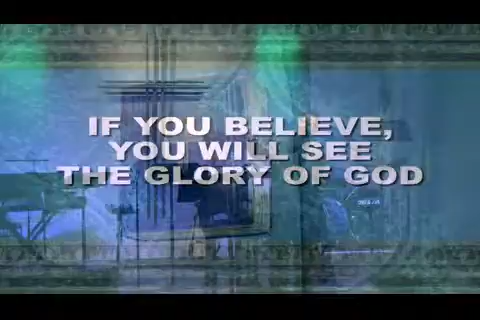 IF YOU BELIEVE,
YOU WILL SEE
THE GLORY OF GOD